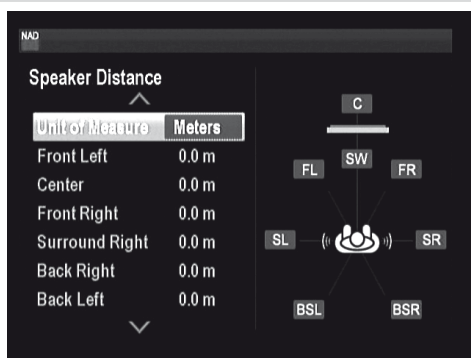 NAD
Speaker Distance
Unit of Measure Meters
Front Left 0.0 m
Center 0.0 m
Front Right 0.0 m
Surround Right 0.0 m
Back Right 0.0 m
Back Left 0.0 m
C
FL SW FR
SL SR
BSL BSR